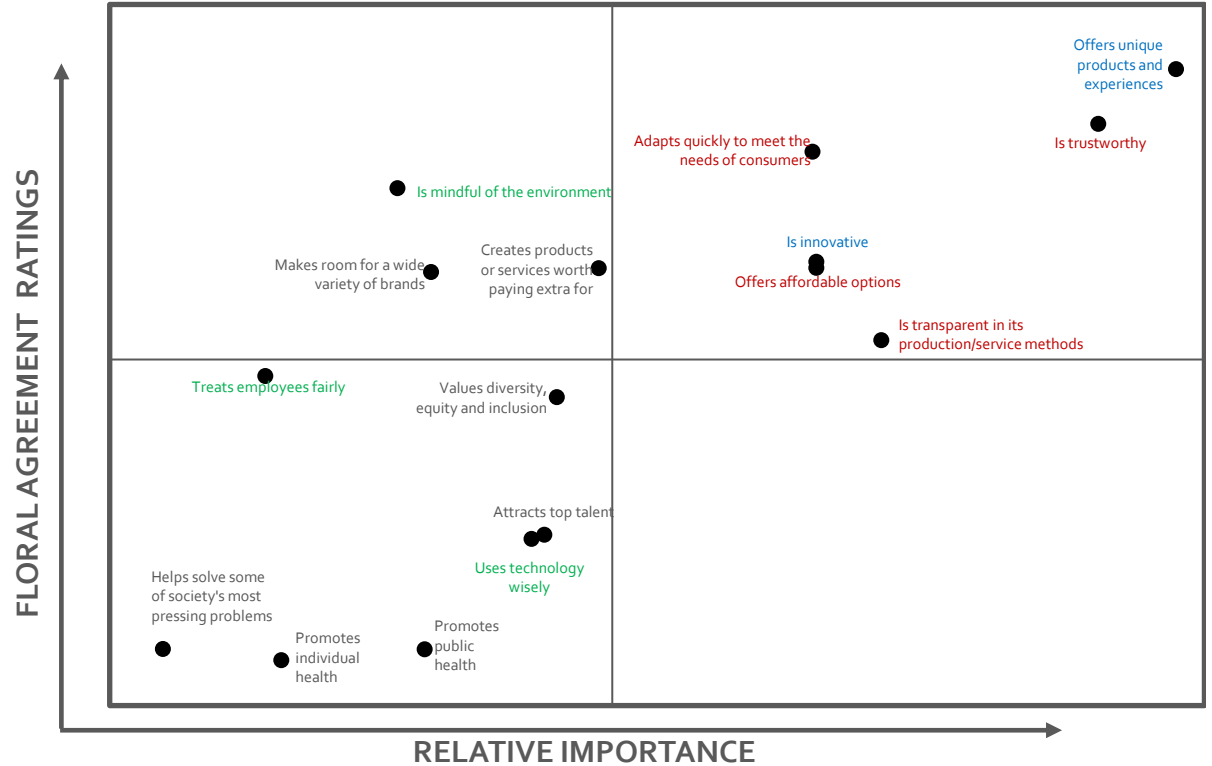 FLORAL AGREEMENT RATINGS
Offers unique
products and
experiences
Is trustworthy
Adapts quickly to meet the
needs of consumers
Is mindful of the environment
Is innovative
Creates products
or services worth
paying extra for
Makes room for a wide
variety of brands
Offers affordable options
Is transparent in its
production/service methods
Treats employees fairly
Values diversity,
equity and inclusion
Attracts top talent
Uses technology
wisely
Helps solve some
of society's most
pressing problems
Promotes
individual
health
Promotes
public
health
RELATIVE IMPORTANCE